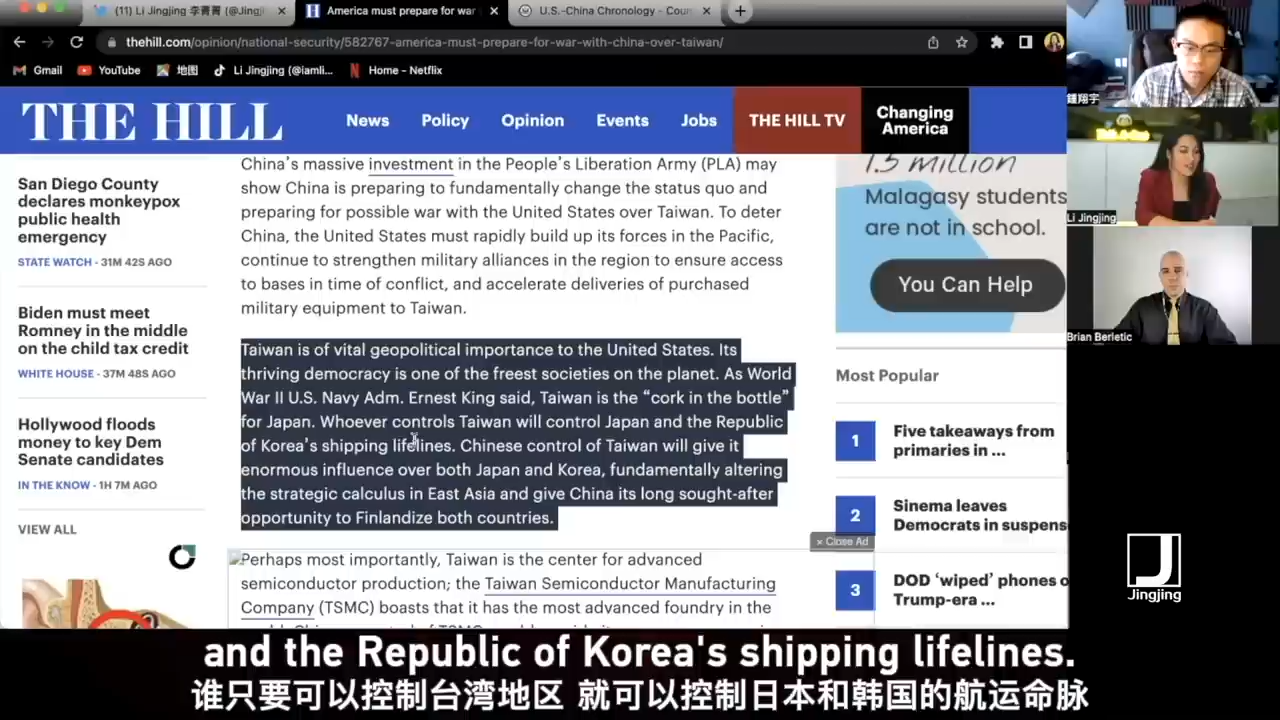 (11) Li Jingjing 李菁菁 (@Jingj
America must prepare for war
U.S.-China Chronology - Coun
thehill.com/opinion/national-security/582767-america-must-prepare-for-war-with-china-over-taiwan/
Gmail
YouTube
地图
Li Jingjing (@iamli...
Home - Netflix
THE HILL
News
Policy
Opinion
Events
Jobs
THE HILL TV
Changing
America
San Diego County
declares monkeypox
public health
emergency
STATE WATCH - 31M 42S AGO
Biden must meet
Romney in the middle
on the child tax credit
WHITE HOUSE - 37M 48S AGO
Hollywood floods
money to key Dem
Senate candidates
IN THE KNOW - 1H 7M AGO
VIEW ALL
China's massive investment in the People's Liberation Army (PLA) may
show China is preparing to fundamentally change the status quo and
preparing for possible war with the United States over Taiwan. To deter
China, the United States must rapidly build up its forces in the Pacific,
continue to strengthen military alliances in the region to ensure access
to bases in time of conflict, and accelerate deliveries of purchased
military equipment to Taiwan.
Taiwan is of vital geopolitical importance to the United States. Its
thriving democracy is one of the freest societies on the planet. As World
War II U.S. Navy Adm. Ernest King said, Taiwan is the “cork in the bottle”
for Japan. Whoever controls Taiwan will control Japan and the Republic
of Korea's shipping lifelines. Chinese control of Taiwan will give it
enormous influence over both Japan and Korea, fundamentally altering
the strategic calculus in East Asia and give China its long sought-after
opportunity to Finlandize both countries.
Perhaps most importantly, Taiwan is the center for advanced
semiconductor production; the Taiwan Semiconductor Manufacturing
Company (TSMC) boasts that it has the most advanced foundry in the
1.5 million
Malagasy students
are not in school.
You Can Help
Most Popular
1
Five takeaways from
primaries in ...
2
Sinema leaves
Democrats in suspens
× Close Ad
3
DOD ‘wiped’ phones o
Trump-era ...
鍾翔宇
Li Jingjing
Brian Berletic
J
Jingjing
and the Republic of Korea's shipping lifelines.
谁只要可以控制台湾地区 就可以控制日本和韩国的航运命脉